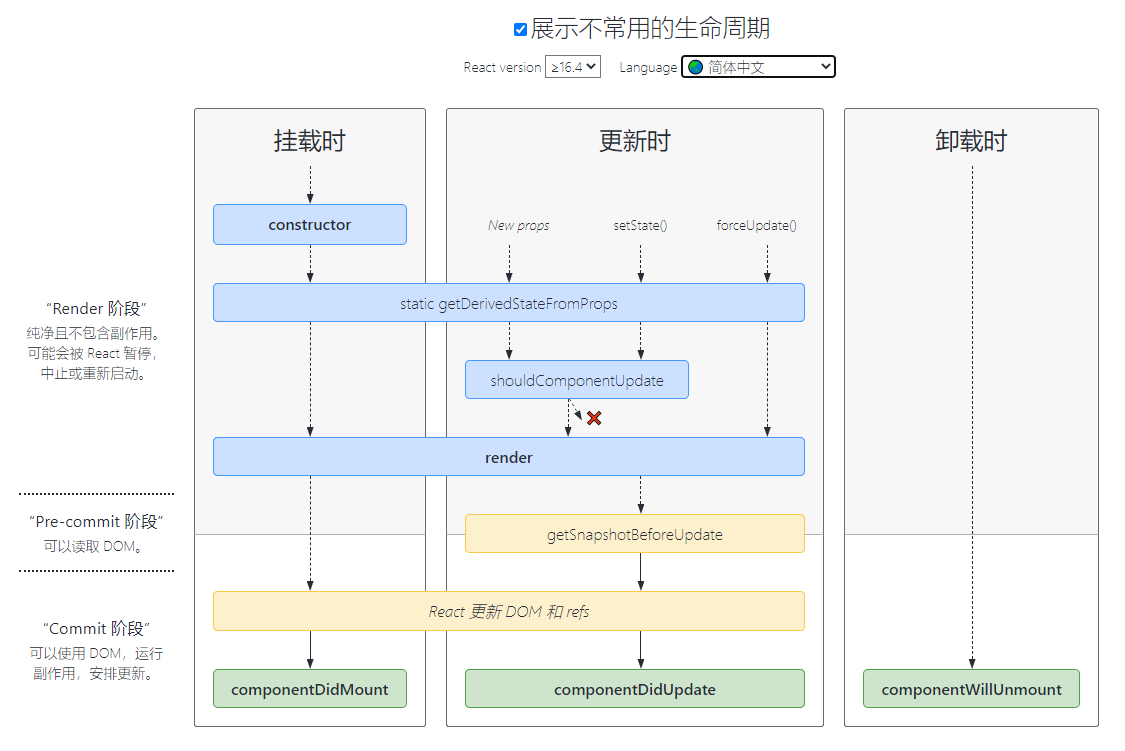 展示不常用的生命周期
React version ≥16.4 Language 简体中文
挂载时
更新时
卸载时
constructor
New props
setState()
forceUpdate()
“Render 阶段”
纯净且不包含副作用。
可能会被 React 暂停，
中止或重新启动。
static getDerivedStateFromProps
shouldComponentUpdate
render
“Pre-commit 阶段”
可以读取 DOM。
getSnapshotBeforeUpdate
“Commit 阶段”
可以使用 DOM，运行
副作用，安排更新。
React 更新 DOM 和 refs
componentDidMount
componentDidUpdate
componentWillUnmount